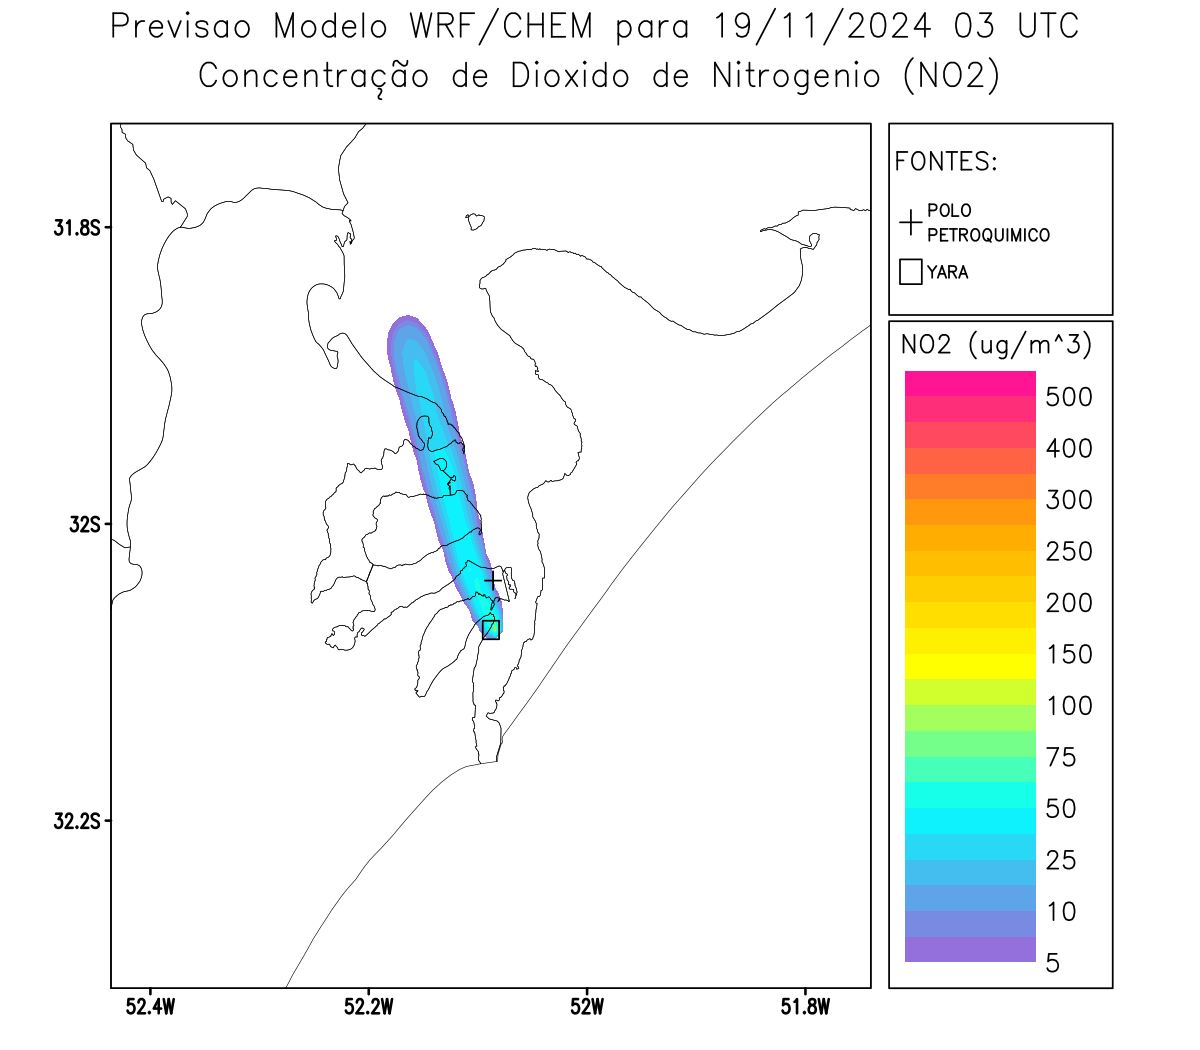 Previsao Modelo WRF/CHEM para 19/11/2024 03 UTC
Concentração de Dioxido de Nitrogenio (NO2)
FONTES:
POLO
PETROQUIMICO
YARA
NO2 (ug/m^3)
500
400
300
250
200
150
100
75
50
25
10
5
31.8S
32S
32.2S
52.4W
52.2W
52W
51.8W